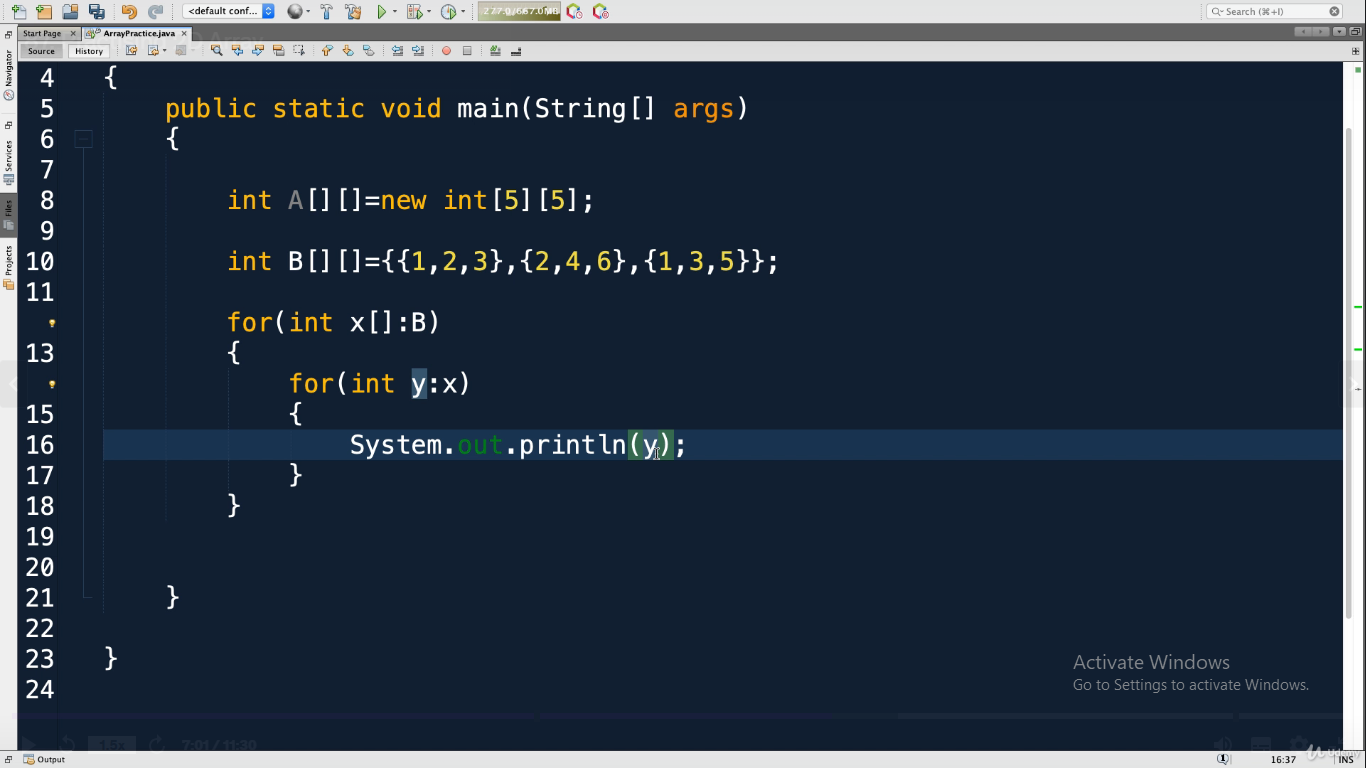 <default conf...
277.0/667.0MB
Search (⌘+I)
Start Page
ArrayPractice.java
Source
History
Navigator
Services
Files
Projects
4 {
5 public static void main(String[] args)
6 {
7
8 int A[][]=new int[5][5];
9
10 int B[][]={{1,2,3},{2,4,6},{1,3,5}};
11
for(int x[]:B)
13 {
for(int y:x)
15 {
16 System.out.println(y);
17 }
18 }
19
20
21 }
22
23 }
24
Activate Windows
Go to Settings to activate Windows.
1.5x
7:01 / 11:30
Udemy
Output
1
16:37
INS